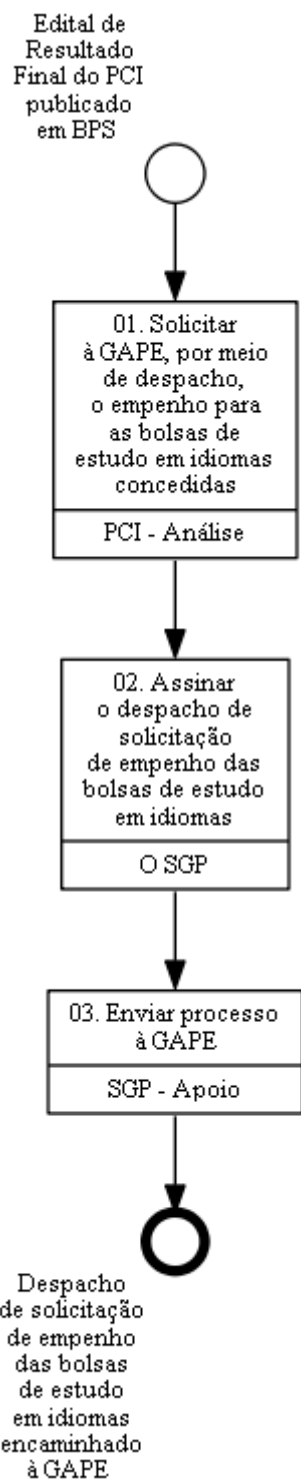 Edital de
Resultado
Final do PCI
publicado
em BPS
01. Solicitar
à GAPE, por meio
de despacho,
o empenho para
as bolsas de
estudo em idiomas
concedidas
PCI - Análise
02. Assinar
o despacho de
solicitação
de empenho das
bolsas de estudo
em idiomas
O SGP
03. Enviar processo
à GAPE
SGP - Apoio
Despacho
de solicitação
de empenho
das bolsas
de estudo
em idiomas
encaminhado
à GAPE